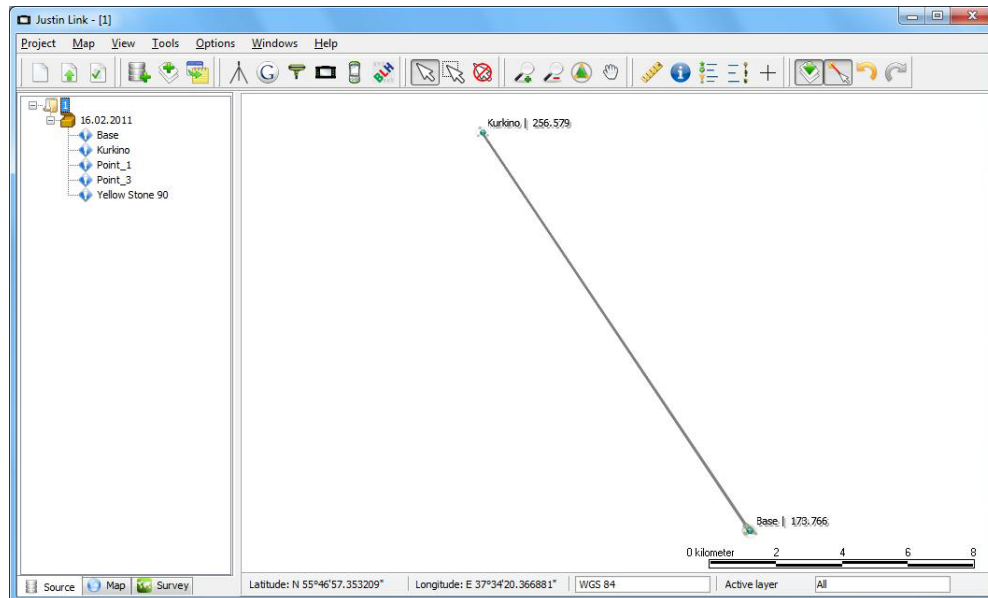 Justin Link - [1]
Project Map View Tools Options Windows Help
G BLH
1
16.02.2011
Base
Kurkino
Point_1
Point_3
Yellow Stone 90
Kurkino | 256.579
Base | 173.766
0 kilometer 2 4 6 8
Source Map Survey
Latitude: N 55°46'57.353209" Longitude: E 37°34'20.366881" WGS 84 Active layer All